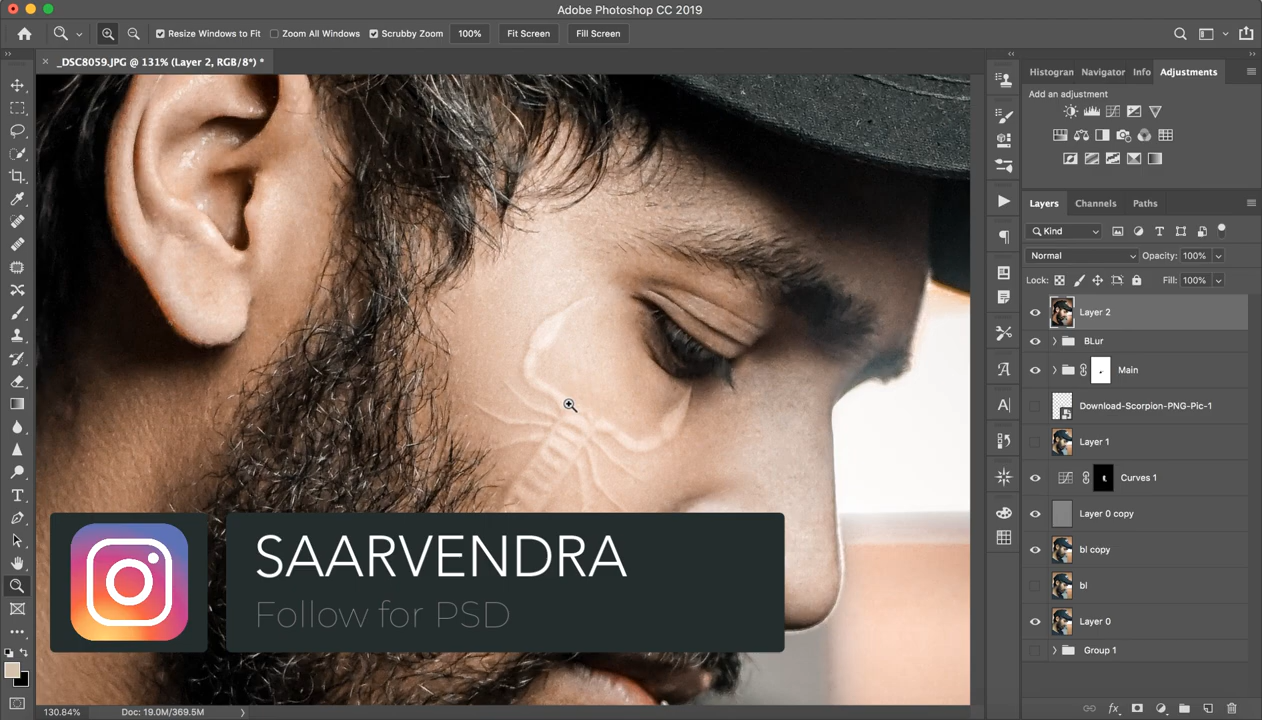 Adobe Photoshop CC 2019
Resize Windows to Fit
Zoom All Windows
Scrubby Zoom
100%
Fit Screen
Fill Screen
_DSC8059.JPG @ 131% (Layer 2, RGB/8*) *
Histogran
Navigator
Info
Adjustments
Add an adjustment
Layers
Channels
Paths
Kind
Normal
Opacity: 100%
Lock:
Fill: 100%
Layer 2
BLur
Main
Download-Scorpion-PNG-Pic-1
Layer 1
Curves 1
Layer 0 copy
bl copy
bl
Layer 0
Group 1
SAARVENDRA
Follow for PSD
130.84%
Doc: 19.0M/369.5M